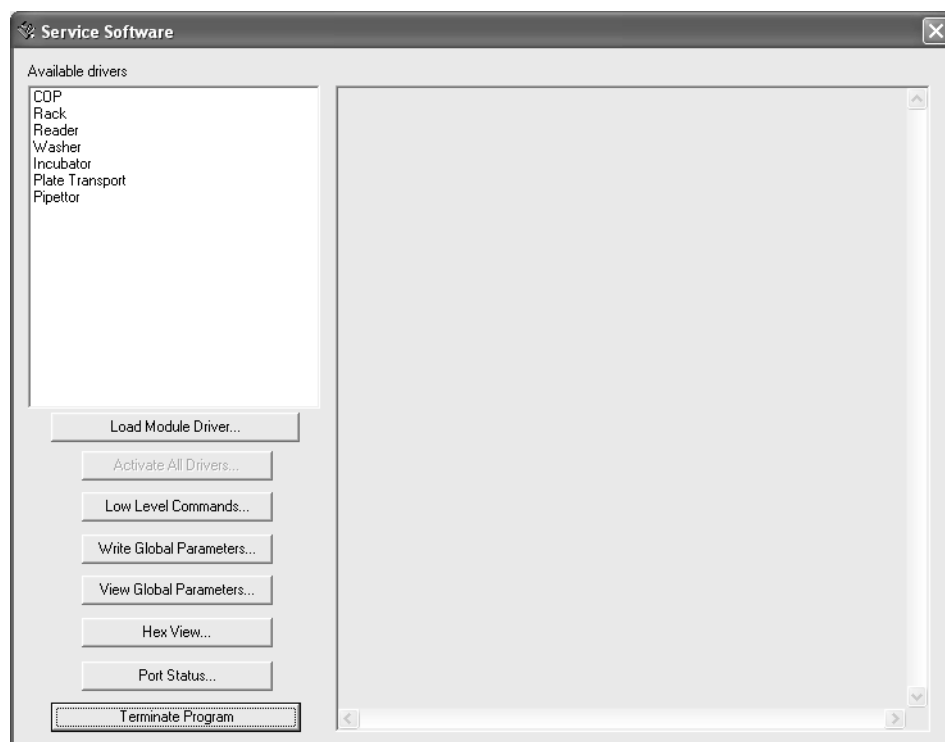 Service Software
Available drivers
COP
Rack
Reader
Washer
Incubator
Plate Transport
Pipettor
Load Module Driver...
Activate All Drivers...
Low Level Commands...
Write Global Parameters...
View Global Parameters...
Hex View...
Port Status...
Terminate Program